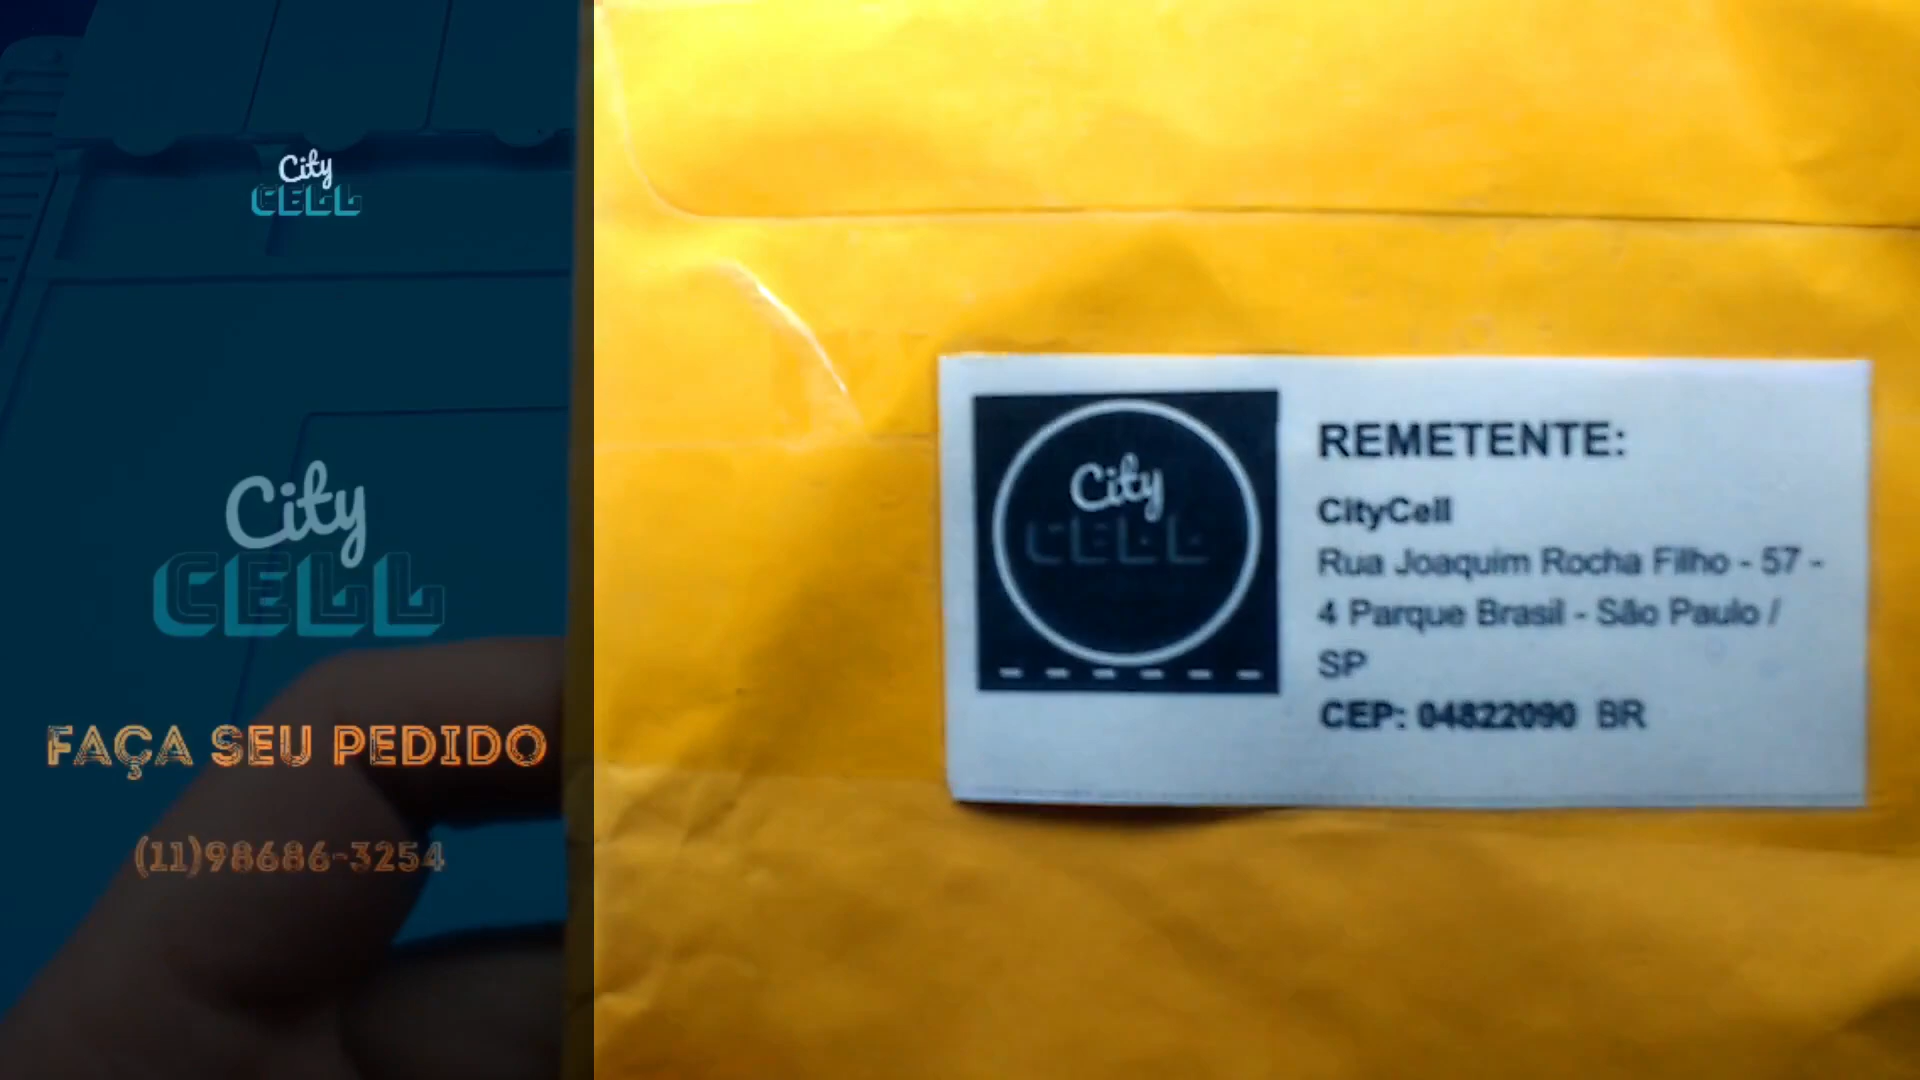 City
CELL
City
CELL
FAÇA SEU PEDIDO
(11)98686-3254
City
CELL
REMETENTE:
CityCell
Rua Joaquim Rocha Filho - 57 -
4 Parque Brasil - São Paulo /
SP
CEP: 04822090 BR